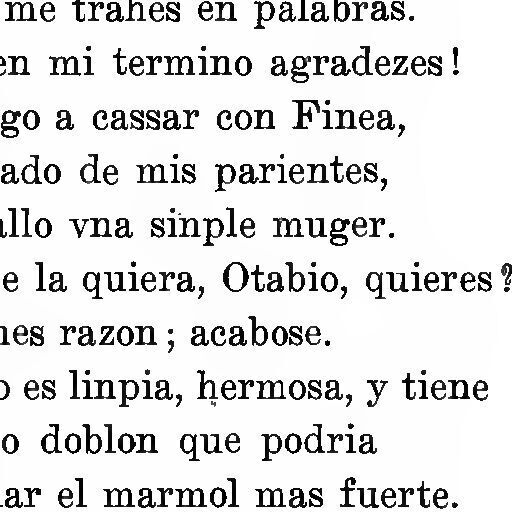 me trahes en palabras.
en mi termino agradezes!
go a cassar con Finea,
ado de mis parientes,
allo vna sinple muger.
e la quiera, Otabio, quieres?
nes razon; acabose.
o es linpia, hermosa, y tiene
o doblon que podria
lar el marmol mas fuerte.